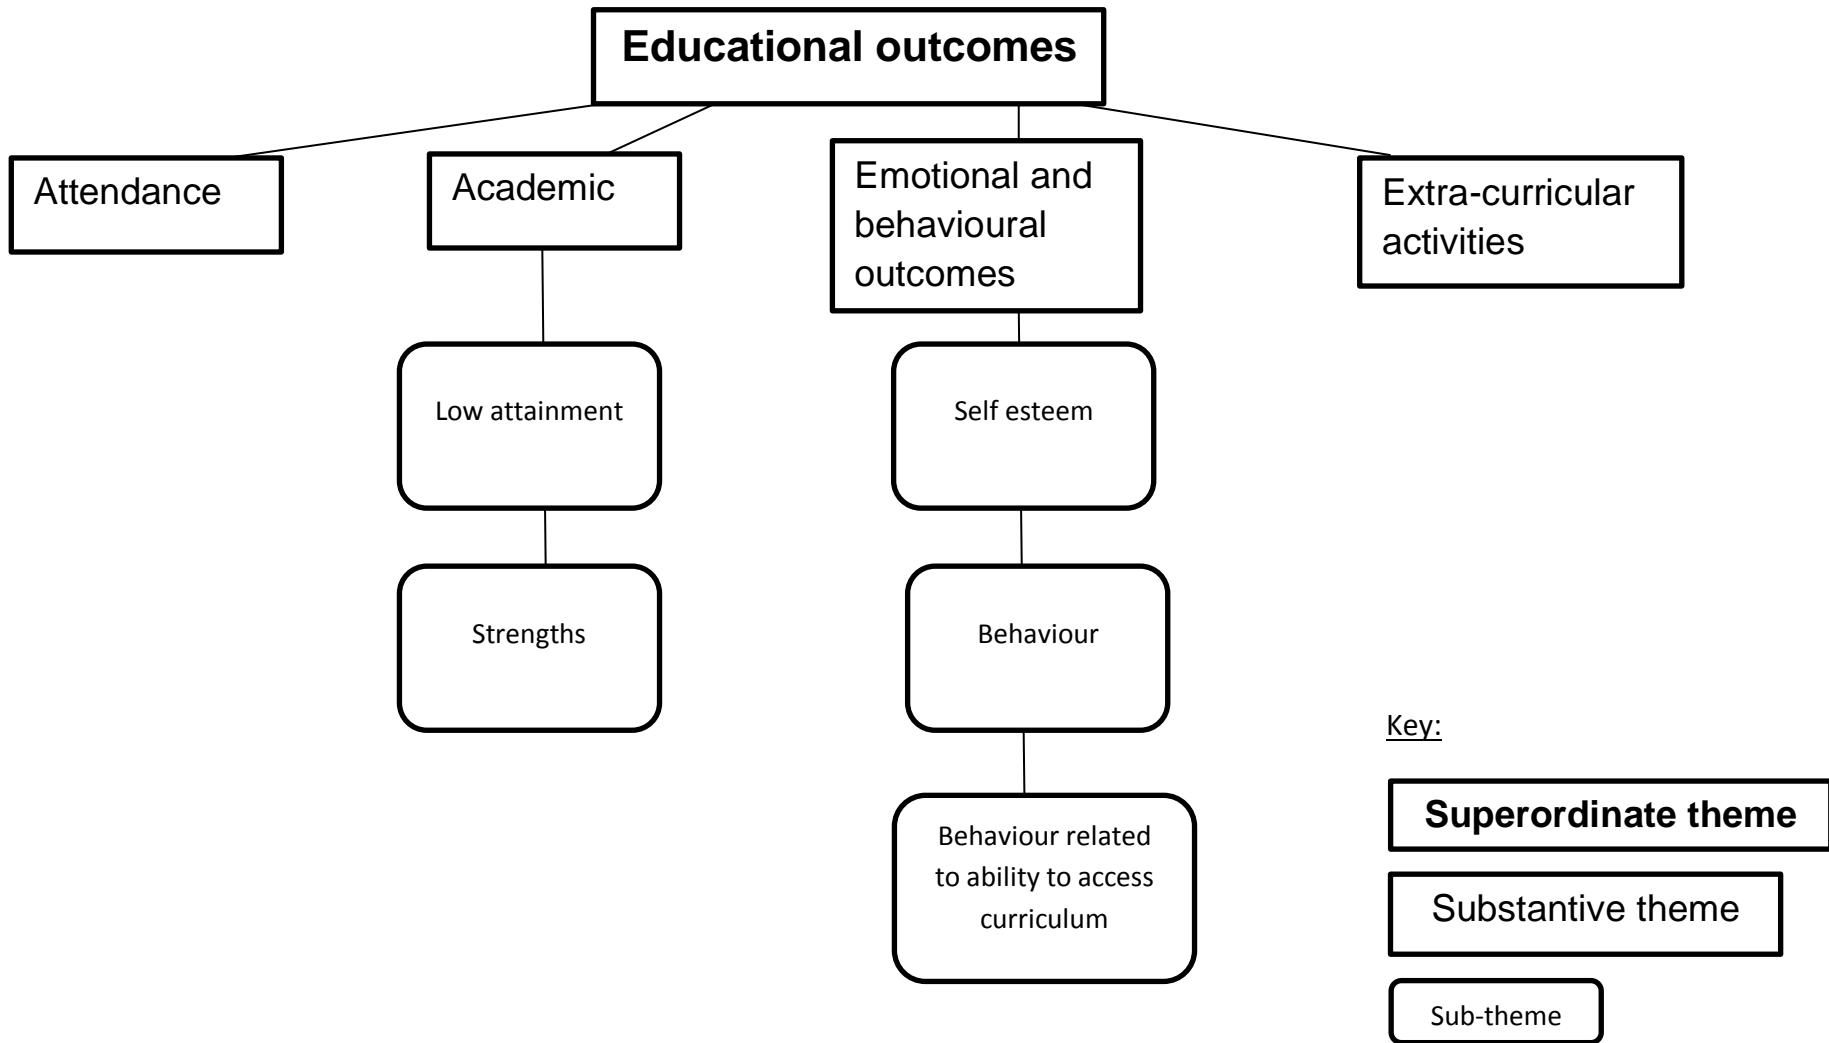 Educational outcomes
Attendance
Academic
Emotional and
behavioural
outcomes
Extra-curricular
activities
Low attainment
Self esteem
Strengths
Behaviour
Behaviour related
to ability to access
curriculum
Key:
Superordinate theme
Substantive theme
Sub-theme